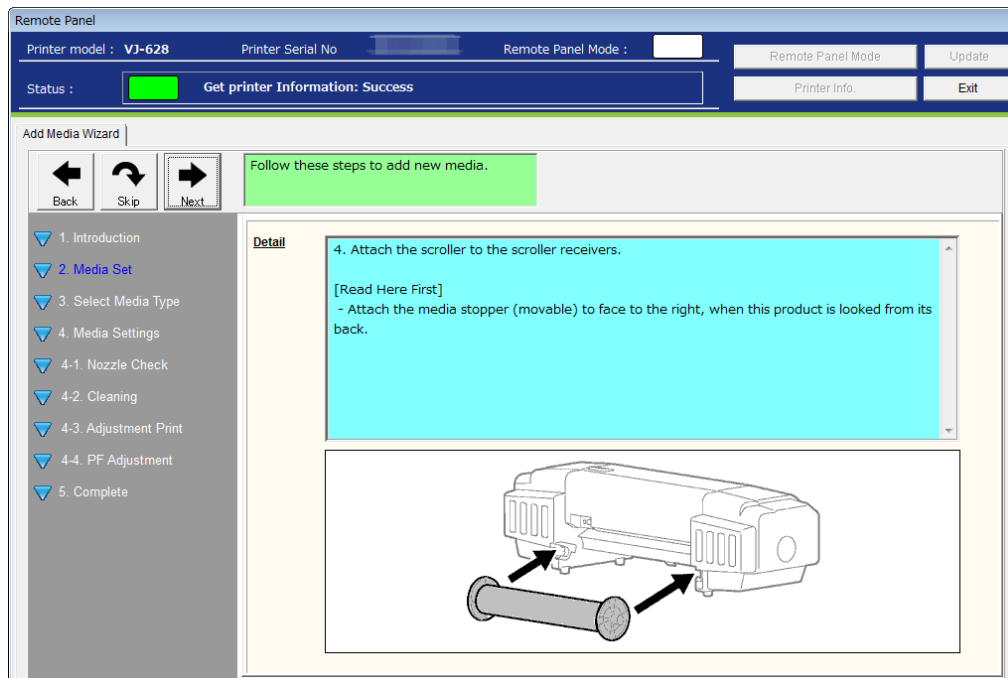 Remote Panel
Printer model : VJ-628 Printer Serial No Remote Panel Mode :
Remote Panel Mode Update
Status : Get printer Information: Success
Printer Info. Exit
Add Media Wizard
Back Skip Next
Follow these steps to add new media.
1. Introduction
2. Media Set
3. Select Media Type
4. Media Settings
4-1. Nozzle Check
4-2. Cleaning
4-3. Adjustment Print
4-4. PF Adjustment
5. Complete
Detail
4. Attach the scroller to the scroller receivers.
[Read Here First]
- Attach the media stopper (movable) to face to the right, when this product is looked from its
back.